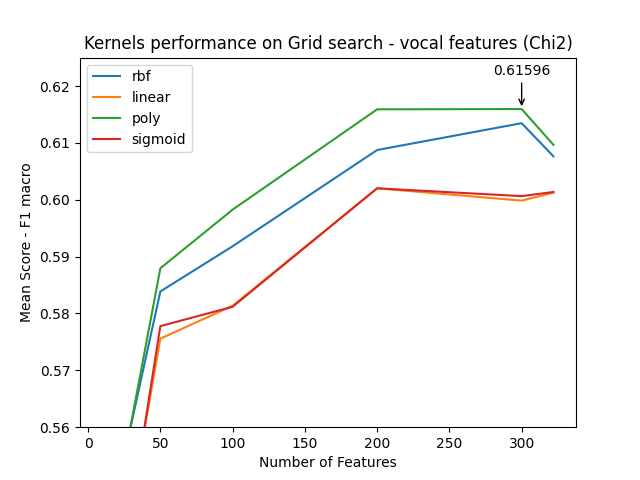 Kernels performance on Grid search - vocal features (Chi2)
0.61596
rbf
linear
poly
sigmoid
0.62
0.61
0.60
0.59
0.58
0.57
0.56
Mean Score - F1 macro
0 50 100 150 200 250 300
Number of Features